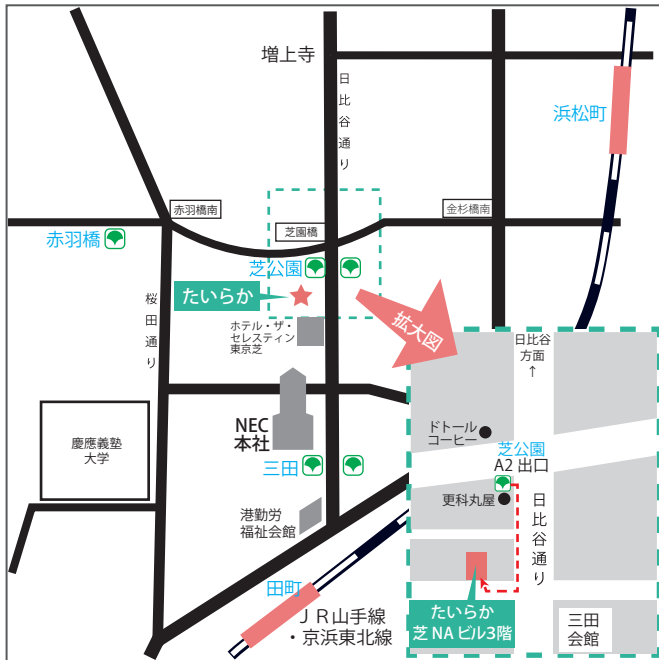 増上寺
日比谷通り
浜松町
赤羽橋南
金杉橋南
芝園橋
赤羽橋
芝公園
たいらか
桜田通り
ホテル・ザ・
セレスティン
東京芝
拡大図
NEC
本社
慶應義塾
大学
三田
港勤労
福祉会館
田町
JR山手線
・京浜東北線
日比谷
方面
↑
ドトール
コーヒー
芝公園
A2 出口
更科丸屋
日比谷通り
たいらか
芝 NA ビル3階
三田
会館